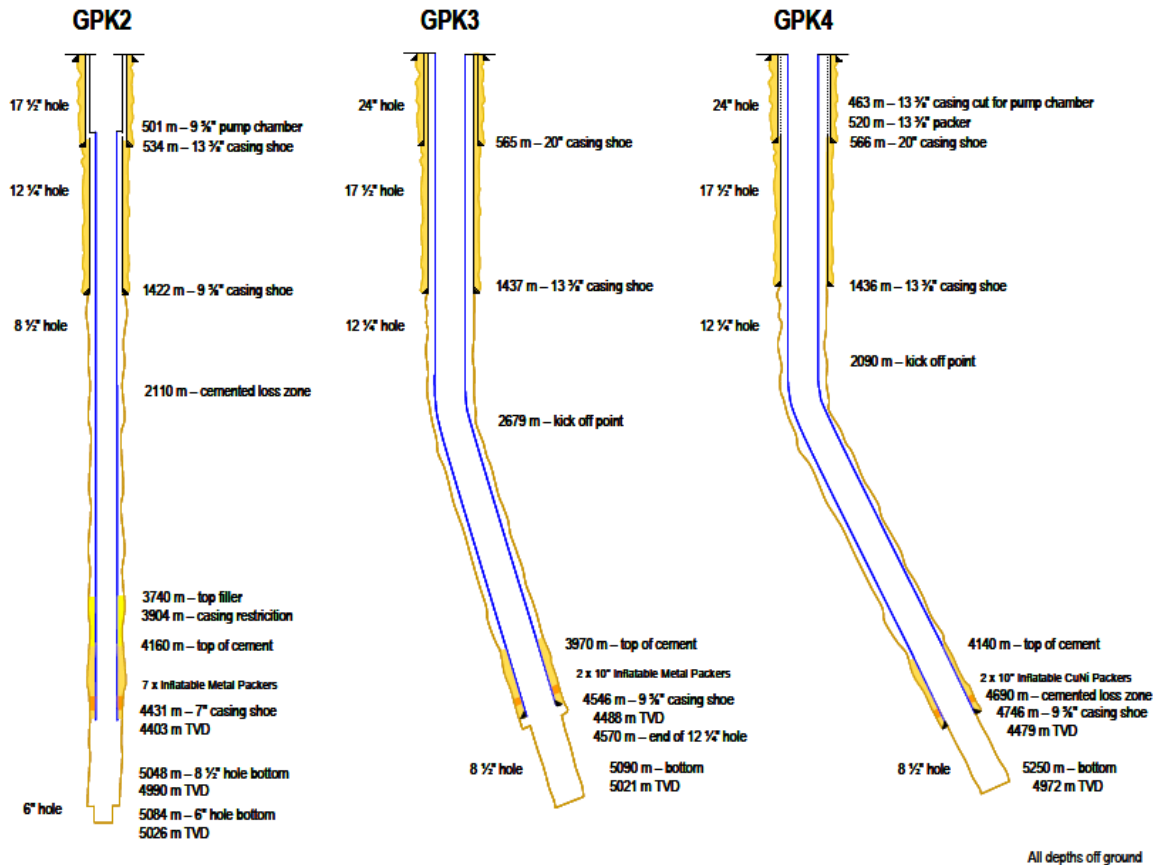 GPK2
17 ½" hole
501 m – 9 ⅝" pump chamber
534 m – 13 ⅜" casing shoe
12 ¼" hole
1422 m – 9 ⅝" casing shoe
8 ½" hole
2110 m – cemented loss zone
3740 m – top filler
3904 m – casing restricition
4160 m – top of cement
7 x Inflatable Metal Packers
4431 m – 7" casing shoe
4403 m TVD
5048 m – 8 ½" hole bottom
4990 m TVD
6" hole
5084 m – 6" hole bottom
5026 m TVD
GPK3
24" hole
565 m – 20" casing shoe
17 ½" hole
1437 m – 13 ⅜" casing shoe
12 ¼" hole
2679 m – kick off point
3970 m – top of cement
2 x 10" Inflatable Metal Packers
4546 m – 9 ⅝" casing shoe
4488 m TVD
4570 m – end of 12 ¼" hole
8 ½" hole
5090 m – bottom
5021 m TVD
GPK4
24" hole
463 m – 13 ⅜" casing cut for pump chamber
520 m – 13 ⅜" packer
566 m – 20" casing shoe
17 ½" hole
1436 m – 13 ⅜" casing shoe
12 ¼" hole
2090 m – kick off point
4140 m – top of cement
2 x 10" Inflatable CuNi Packers
4690 m – cemented loss zone
4746 m – 9 ⅝" casing shoe
4479 m TVD
8 ½" hole
5250 m – bottom
4972 m TVD
All depths off ground